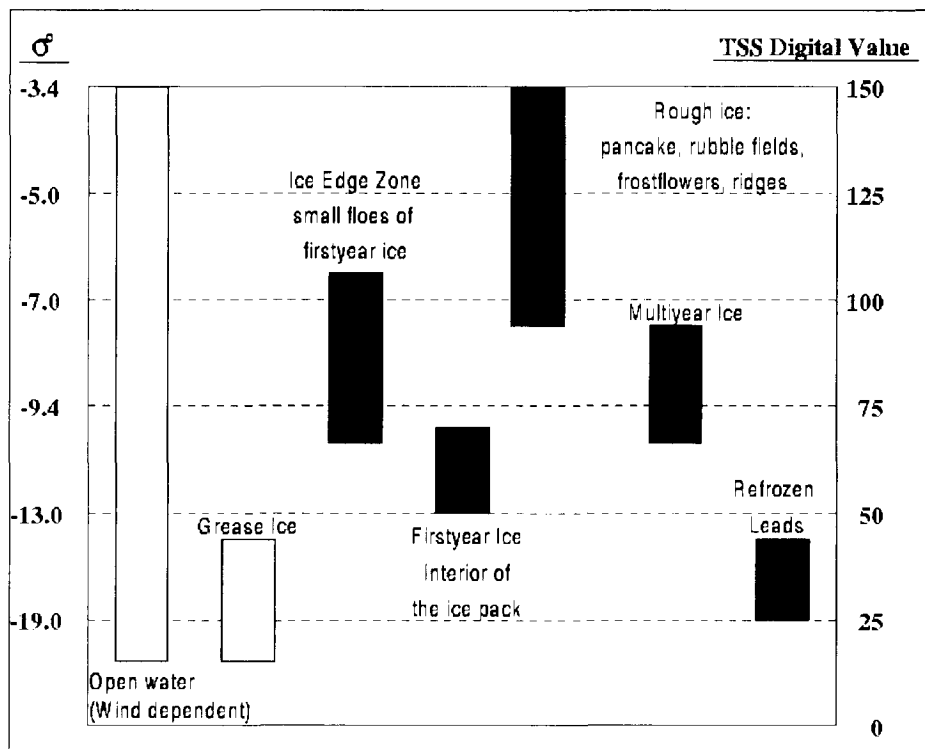 σ°
TSS Digital Value
-3.4
150
Rough ice:
pancake, rubble fields,
frostflowers, ridges
Ice Edge Zone
small floes of
firstyear ice
-5.0
125
-7.0
100
Multiyear Ice
-9.4
75
Refrozen
Leads
-13.0
50
Grease Ice
Firstyear Ice
Interior of
the ice pack
-19.0
25
Open water
(Wind dependent)
0